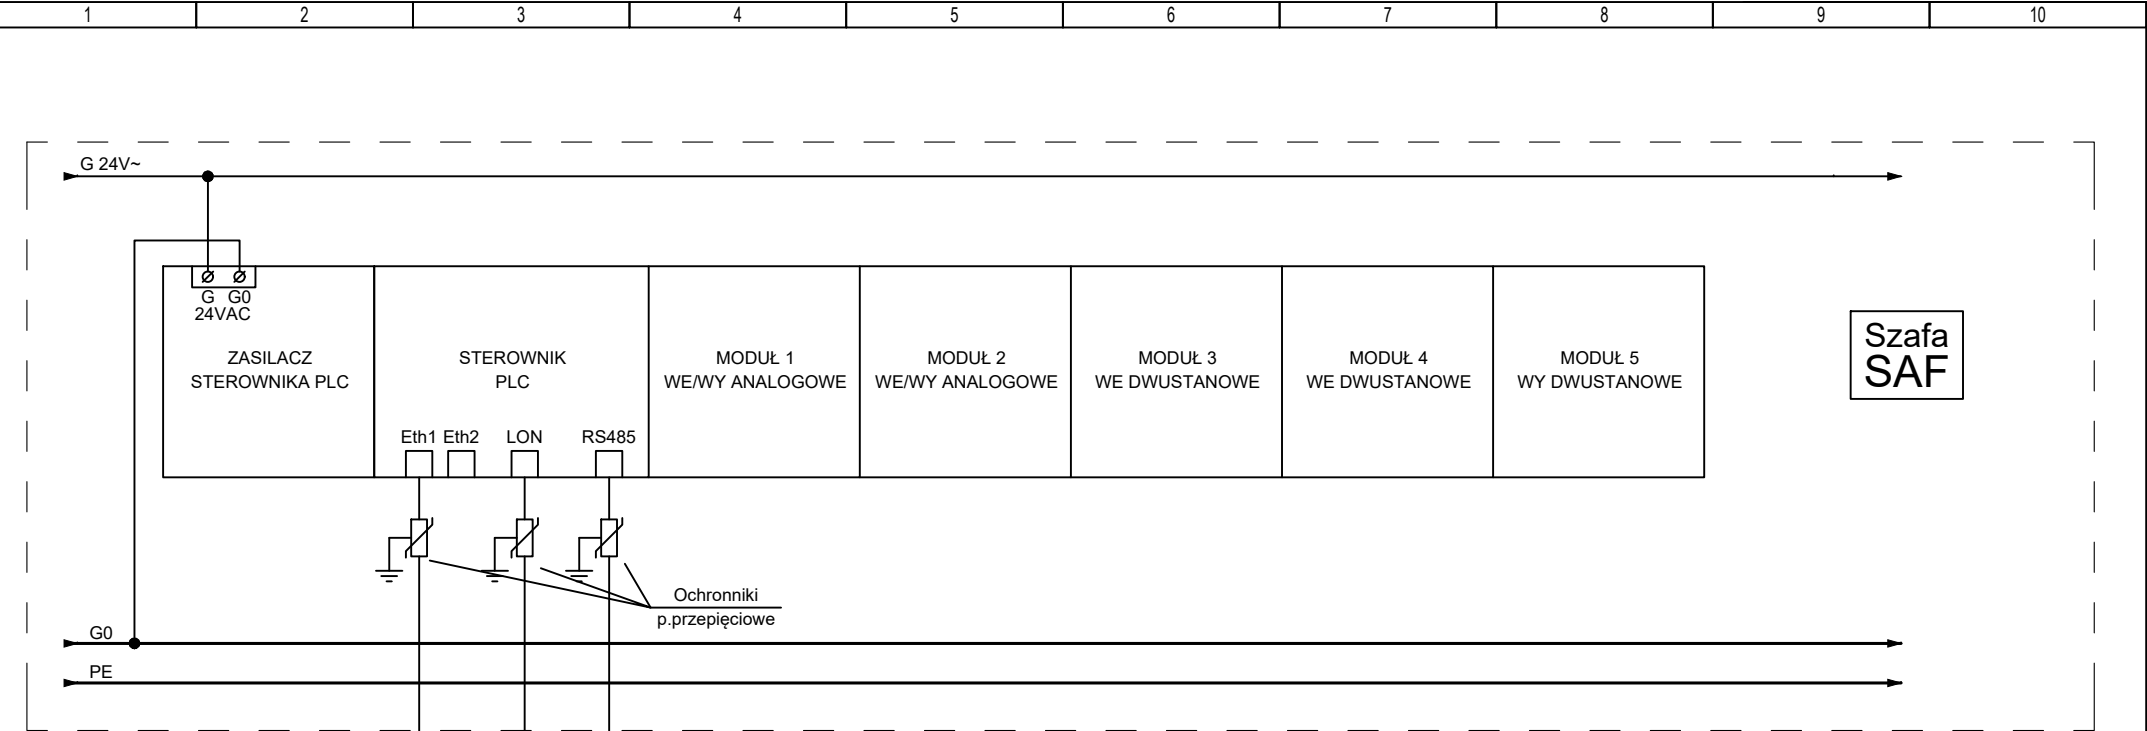 1 2 3 4 5 6 7 8 9 10
G 24V~
G G0
24VAC
ZASILACZ
STEROWNIKA PLC
STEROWNIK
PLC
Eth1 Eth2 LON RS485
MODUŁ 1
WE/WY ANALOGOWE
MODUŁ 2
WE/WY ANALOGOWE
MODUŁ 3
WE DWUSTANOWE
MODUŁ 4
WE DWUSTANOWE
MODUŁ 5
WY DWUSTANOWE
Szafa
SAF
Ochronniki
p.przepięciowe
G0
PE